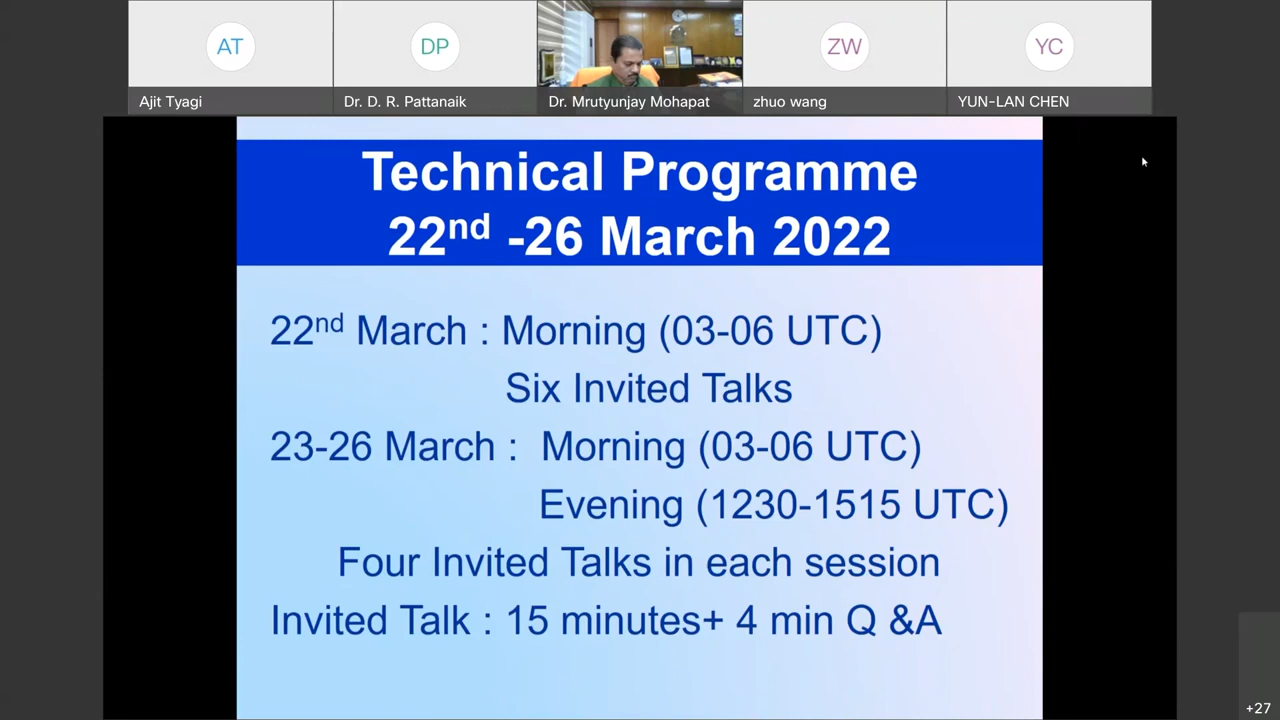 AT
DP
ZW
YC
Ajit Tyagi
Dr. D. R. Pattanaik
Dr. Mrutyunjay Mohapat
zhuo wang
YUN-LAN CHEN
Technical Programme
22nd -26 March 2022
22nd March : Morning (03-06 UTC)
Six Invited Talks
23-26 March : Morning (03-06 UTC)
Evening (1230-1515 UTC)
Four Invited Talks in each session
Invited Talk : 15 minutes+ 4 min Q &A
+27